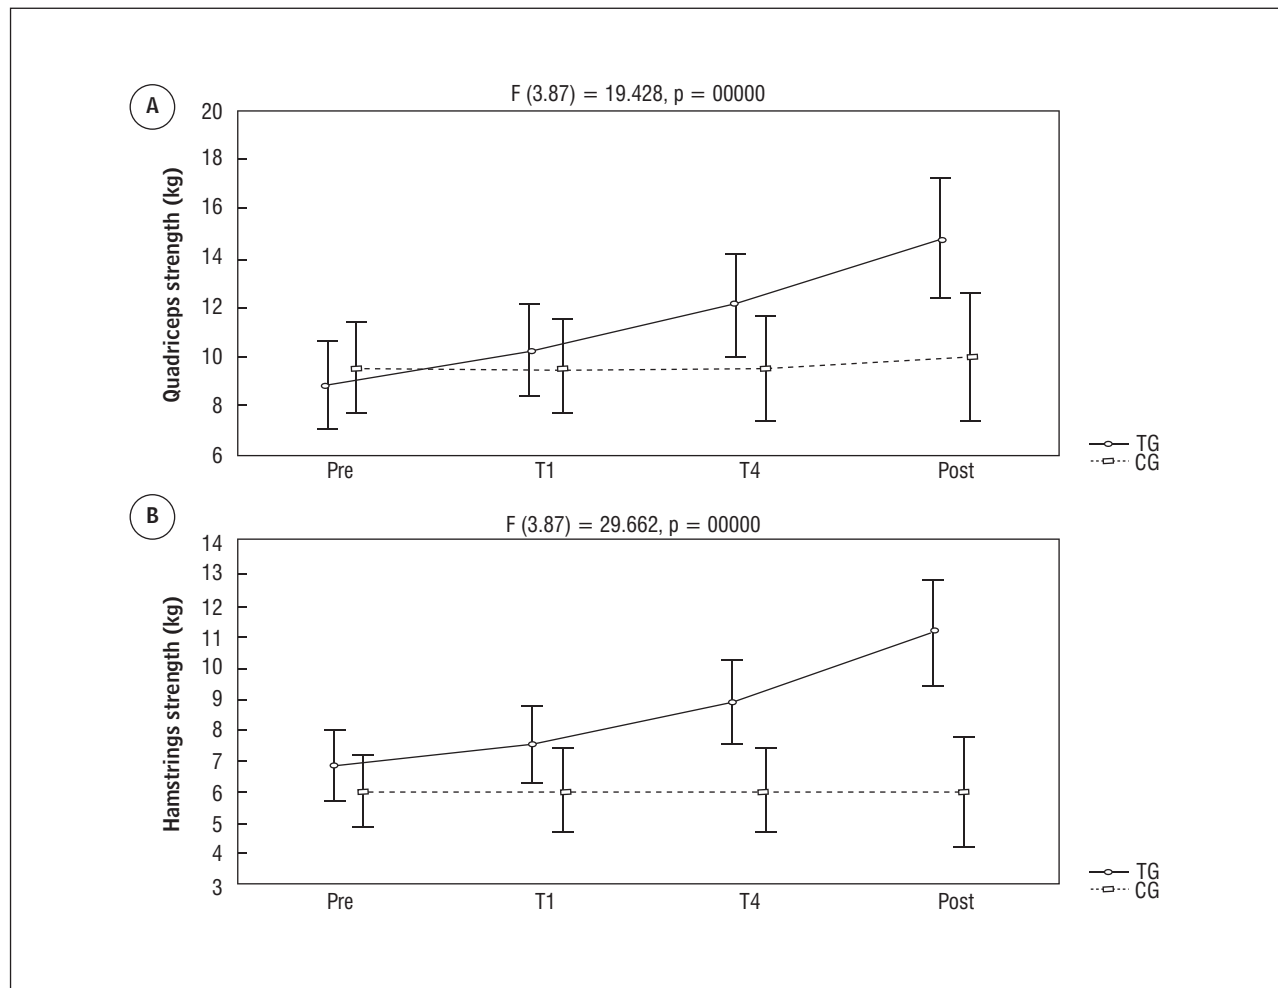 A
F (3.87) = 19.428, p = 00000
Quadriceps strength (kg)
20
18
16
14
12
10
8
6
Pre T1 T4 Post
TG
CG
B
F (3.87) = 29.662, p = 00000
Hamstrings strength (kg)
14
13
12
11
10
9
8
7
6
5
4
3
Pre T1 T4 Post
TG
CG